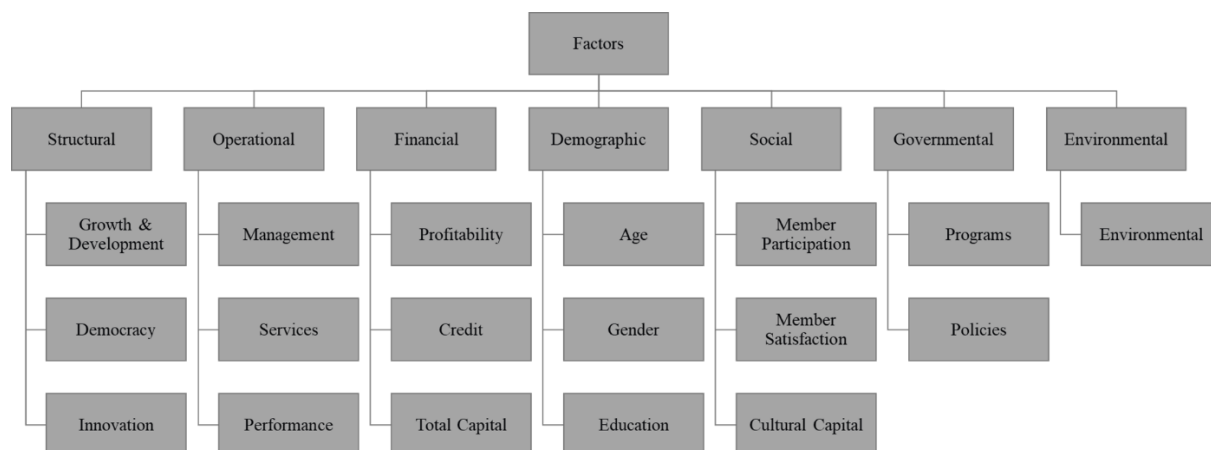 Factors
Structural
Operational
Financial
Demographic
Social
Governmental
Environmental
Growth &
Development
Management
Profitability
Age
Member
Participation
Programs
Environmental
Democracy
Services
Credit
Gender
Member
Satisfaction
Policies
Innovation
Performance
Total Capital
Education
Cultural Capital